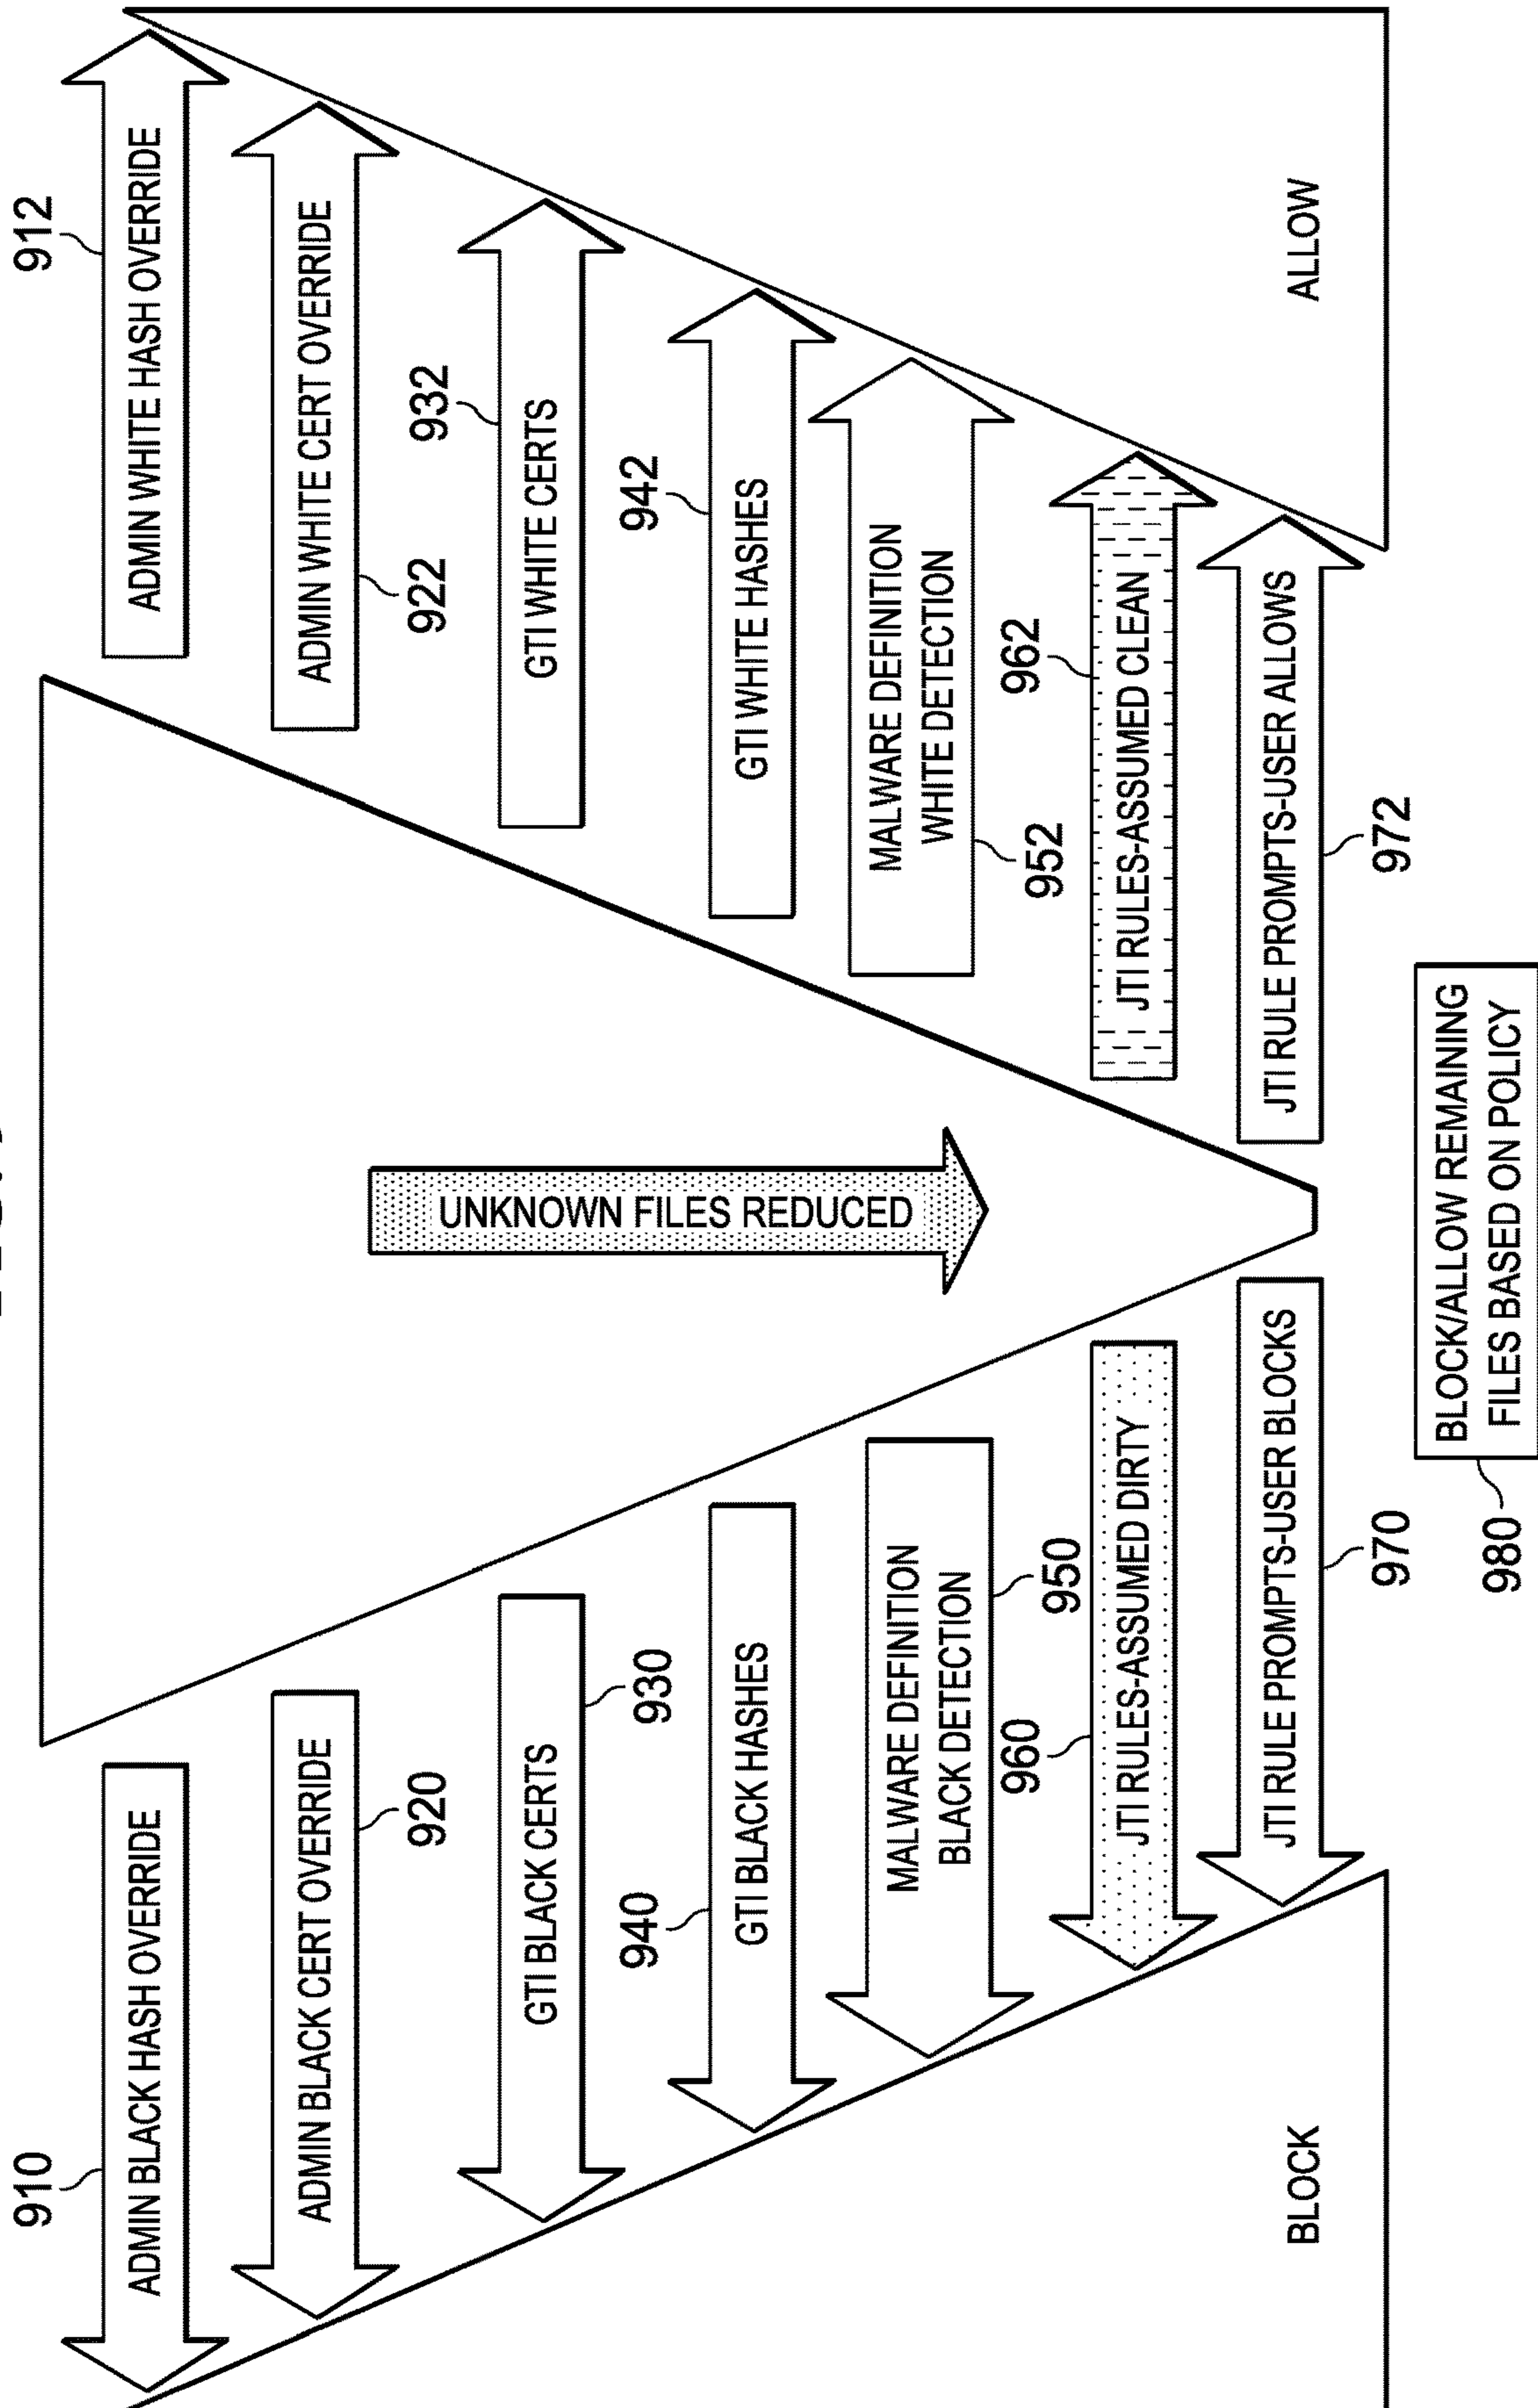 910
ADMIN BLACK HASH OVERRIDE
912
ADMIN WHITE HASH OVERRIDE
ADMIN BLACK CERT OVERRIDE
920
ADMIN WHITE CERT OVERRIDE
922
GTI BLACK CERTS
930
932
GTI WHITE CERTS
940
GTI BLACK HASHES
942
GTI WHITE HASHES
UNKNOWN FILES REDUCED
MALWARE DEFINITION
BLACK DETECTION
950
MALWARE DEFINITION
WHITE DETECTION
952
960
JTI RULES-ASSUMED DIRTY
962
JTI RULES-ASSUMED CLEAN
JTI RULE PROMPTS-USER BLOCKS
970
JTI RULE PROMPTS-USER ALLOWS
972
BLOCK
ALLOW
980
BLOCK/ALLOW REMAINING
FILES BASED ON POLICY